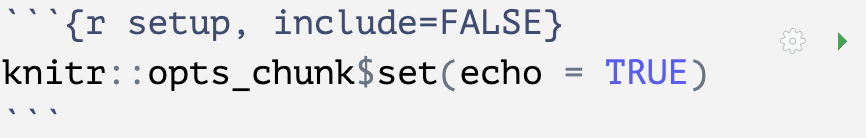 ```{r setup, include=FALSE}
knitr::opts_chunk$set(echo = TRUE)
```